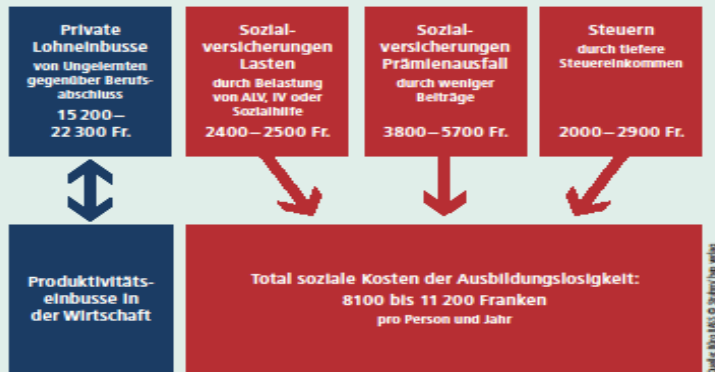 Private
Lohneinbusse
von Ungelernten
gegenüber Berufs-
abschluss
15 200–
22 300 Fr.
Sozial-
versicherungen
Lasten
durch Belastung
von ALV, IV oder
Sozialhilfe
2400–2500 Fr.
Sozial-
versicherungen
Prämienausfall
durch weniger
Beiträge
3800–5700 Fr.
Steuern
durch tiefere
Steuereinkommen
2000–2900 Fr.
Produktivitäts-
einbusse in
der Wirtschaft
Total soziale Kosten der Ausbildungslosigkeit:
8100 bis 11 200 Franken
pro Person und Jahr